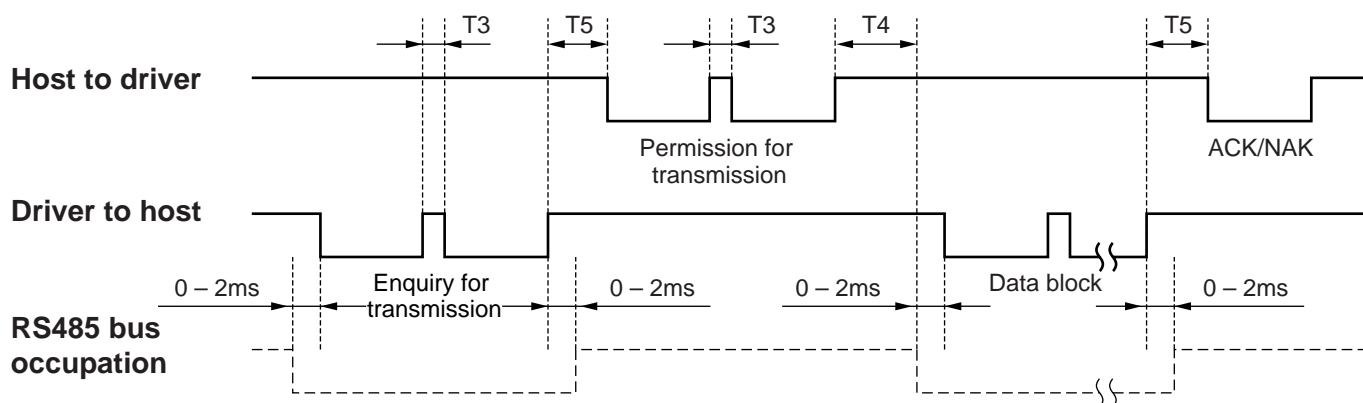 T3 T5 T3 T4 T5
Host to driver
Permission for
transmission
ACK/NAK
Driver to host
0 – 2ms
Enquiry for
transmission
0 – 2ms
0 – 2ms
Data block
0 – 2ms
RS485 bus
occupation